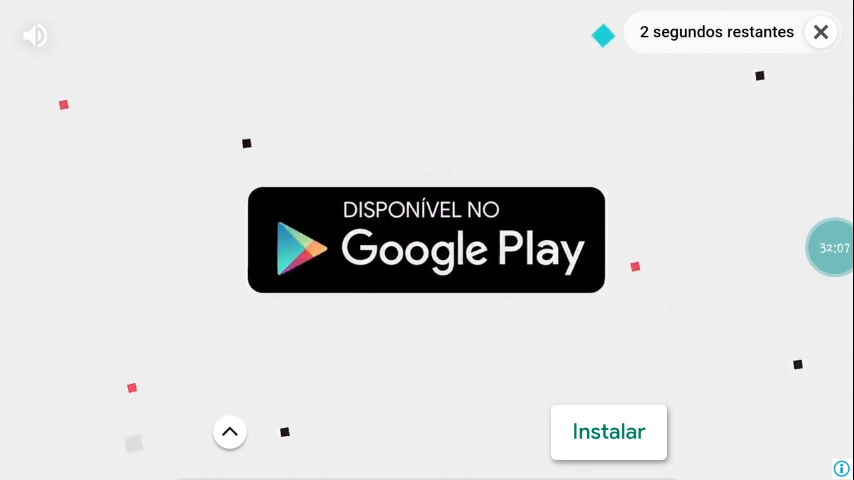 2 segundos restantes
DISPONÍVEL NO
Google Play
32:07
Instalar